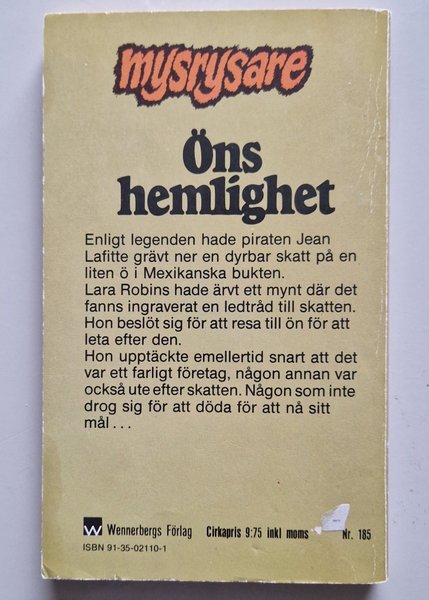 mysrysare
Öns
hemlighet
Enligt legenden hade piraten Jean
Lafitte grävt ner en dyrbar skatt på en
liten ö i Mexikanska bukten.
Lara Robins hade ärvt ett mynt där det
fanns ingraverat en ledtråd till skatten.
Hon beslöt sig för att resa till ön för att
leta efter den.
Hon upptäckte emellertid snart att det
var ett farligt företag, någon annan var
också ute efter skatten. Någon som inte
drog sig för att döda för att nå sitt
mål...
W Wennerbergs Förlag Cirkapris 9:75 inkl moms Nr. 185
ISBN 91-35-02110-1